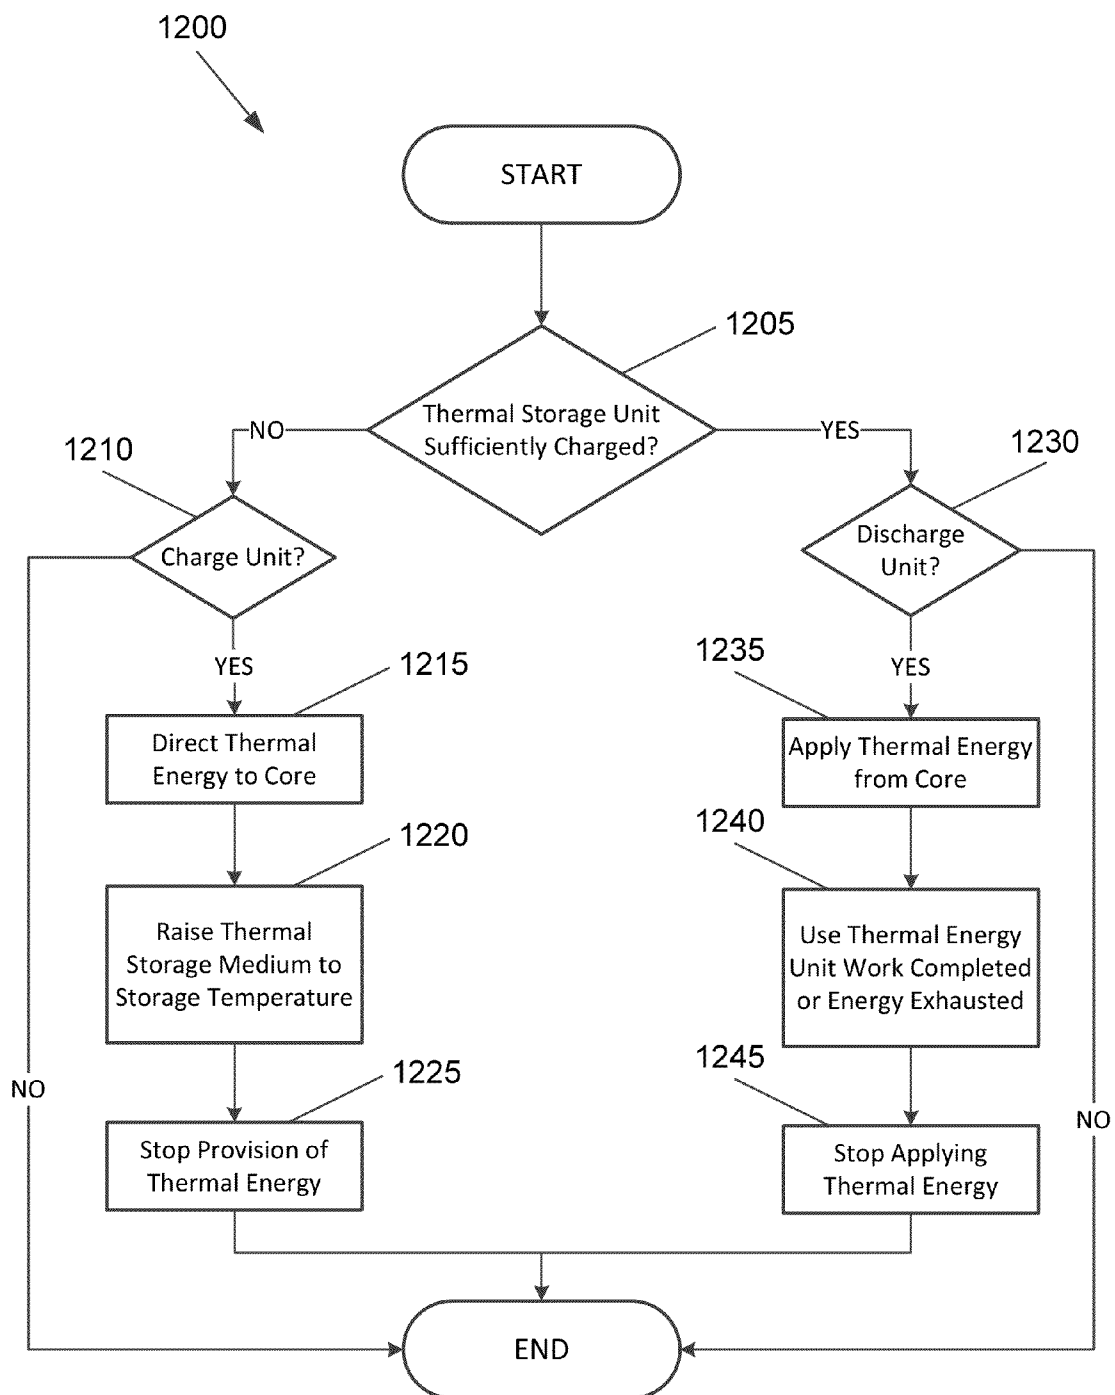 1200
START
1205
Thermal Storage Unit
Sufficiently Charged?
NO
YES
1210
1230
Charge Unit?
Discharge
Unit?
YES
YES
1215
1235
Direct Thermal
Energy to Core
Apply Thermal Energy
from Core
1220
1240
Raise Thermal
Storage Medium to
Storage Temperature
Use Thermal Energy
Unit Work Completed
or Energy Exhausted
1225
1245
NO
NO
Stop Provision of
Thermal Energy
Stop Applying
Thermal Energy
END